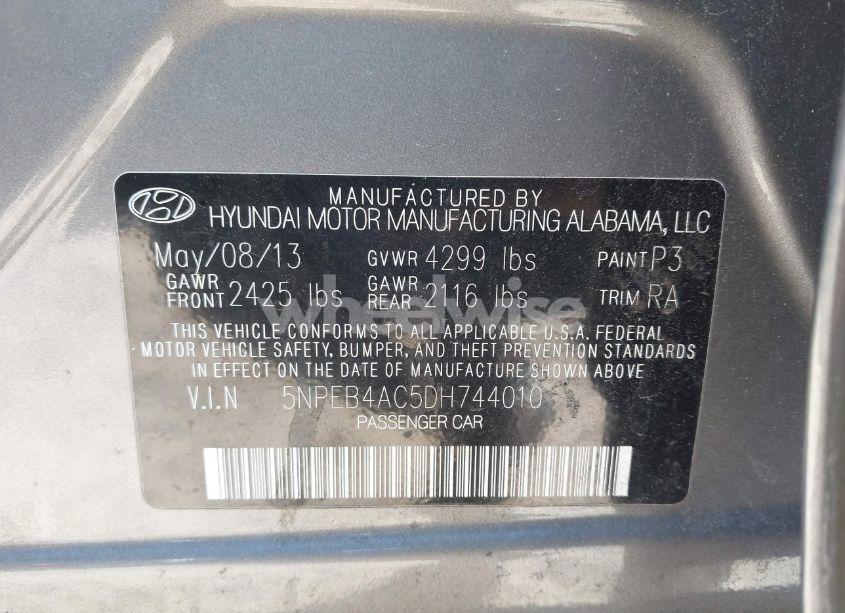 MANUFACTURED BY
HYUNDAI MOTOR MANUFACTURING ALABAMA, LLC
May/08/13 GVWR 4299 lbs PAINT P3
GAWR FRONT 2425 lbs GAWR REAR 2116 lbs TRIM RA
wheelwise
THIS VEHICLE CONFORMS TO ALL APPLICABLE U.S.A. FEDERAL
MOTOR VEHICLE SAFETY, BUMPER, AND THEFT PREVENTION STANDARDS
IN EFFECT ON THE DATE OF MANUFACTURE SHOWN ABOVE.
V.I.N 5NPEB4AC5DH744010
PASSENGER CAR